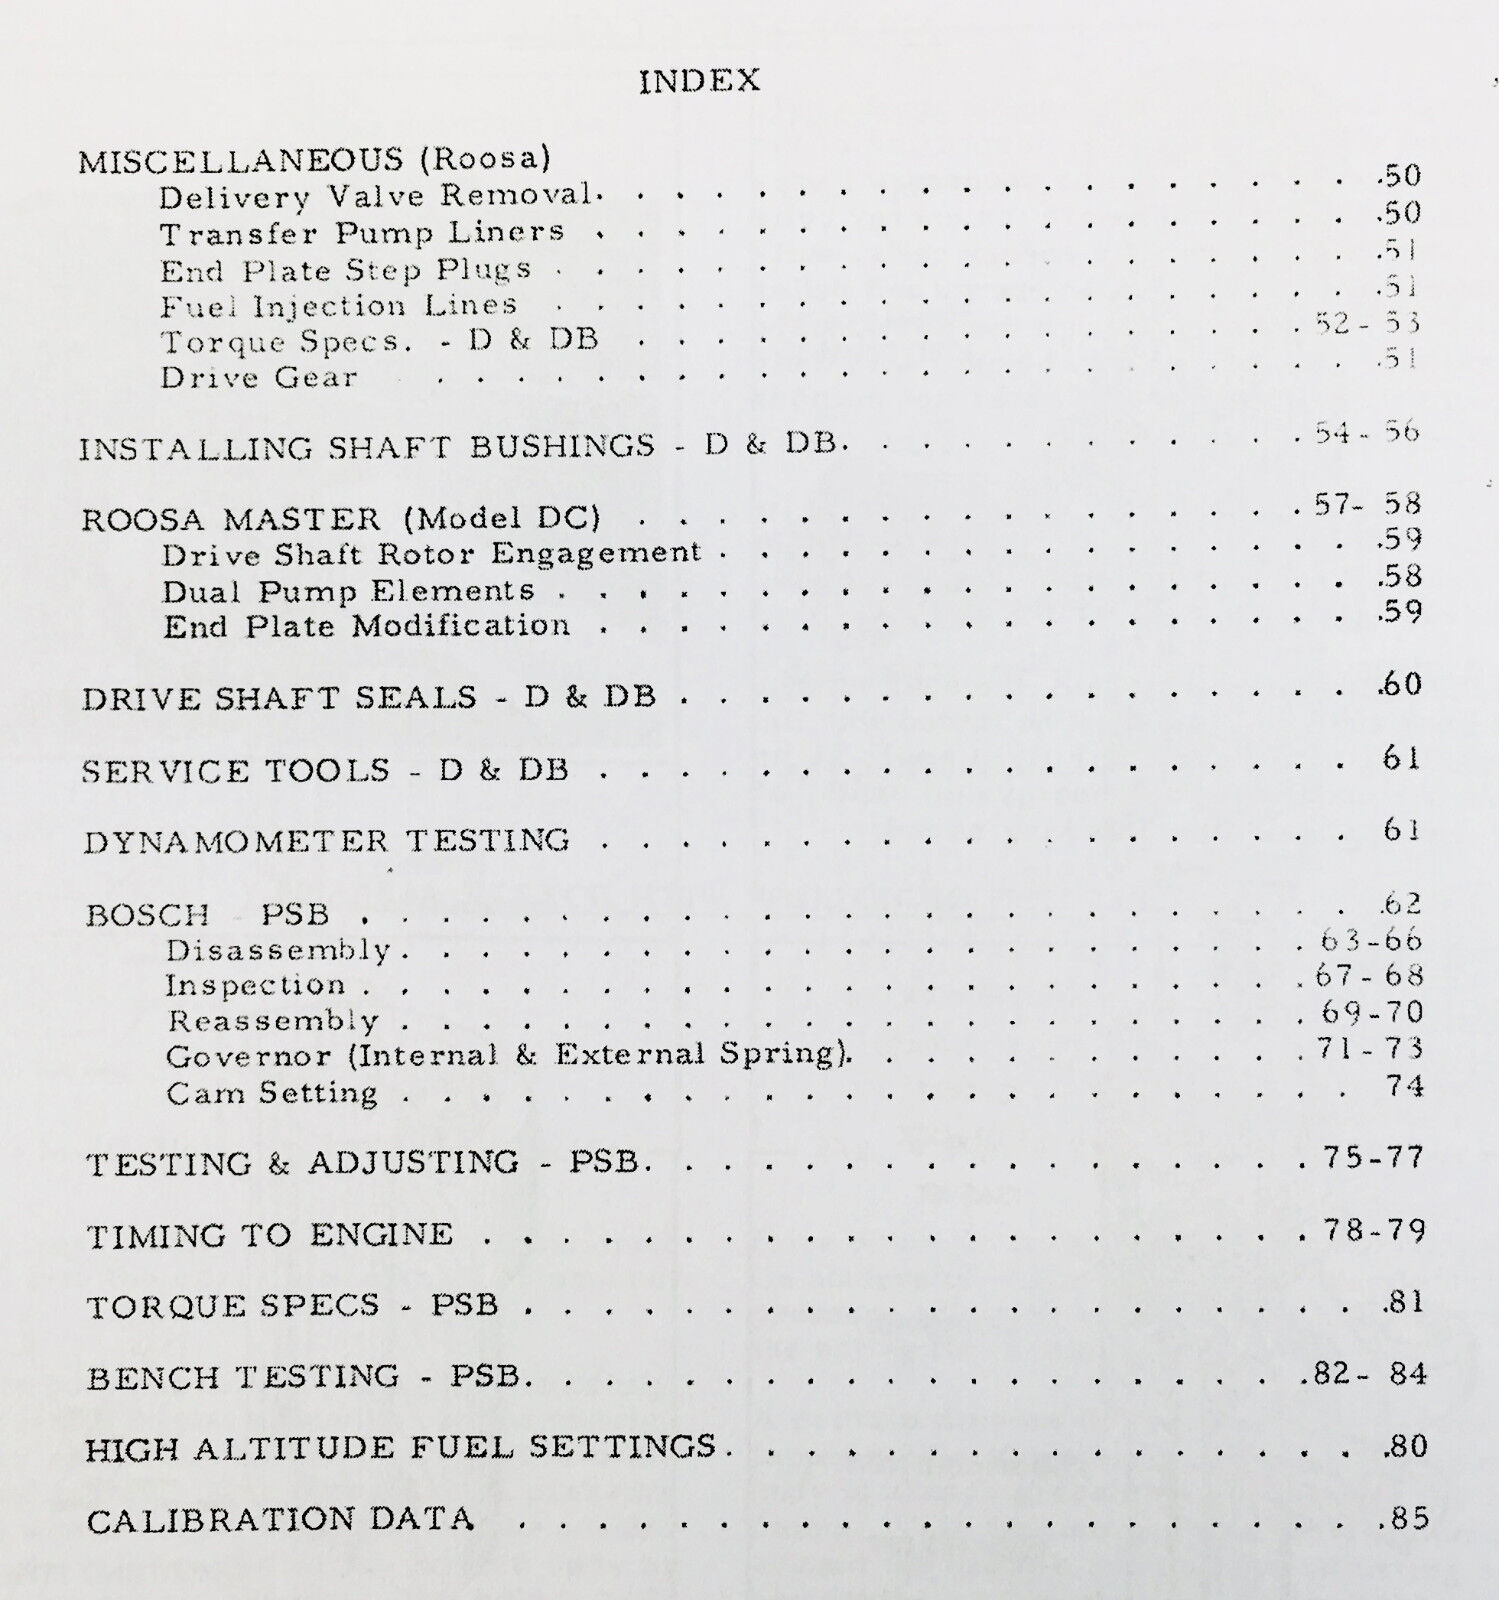 INDEX
MISCELLANEOUS (Roosa)
Delivery Valve Removal. . . . . . . . . . . . . . . . . . . .50
Transfer Pump Liners . . . . . . . . . . . . . . . . . . . .50
End Plate Step Plugs . . . . . . . . . . . . . . . . . . . . .51
Fuel Injection Lines . . . . . . . . . . . . . . . . . . . . .51
Torque Specs. - D & DB . . . . . . . . . . . . . . . . . . 52-53
Drive Gear . . . . . . . . . . . . . . . . . . . . . . . .51
INSTALLING SHAFT BUSHINGS - D & DB. . . . . . . . . . . . 54-56
ROOSA MASTER (Model DC) . . . . . . . . . . . . . . . . . 57-58
Drive Shaft Rotor Engagement . . . . . . . . . . . . . . . . .59
Dual Pump Elements . . . . . . . . . . . . . . . . . . . . .58
End Plate Modification . . . . . . . . . . . . . . . . . . . .59
DRIVE SHAFT SEALS - D & DB . . . . . . . . . . . . . . . . . .60
SERVICE TOOLS - D & DB . . . . . . . . . . . . . . . . . . . 61
DYNAMOMETER TESTING . . . . . . . . . . . . . . . . . . . 61
BOSCH - PSB . . . . . . . . . . . . . . . . . . . . . . . . . .62
Disassembly. . . . . . . . . . . . . . . . . . . . . . . 63-66
Inspection . . . . . . . . . . . . . . . . . . . . . . . . 67-68
Reassembly . . . . . . . . . . . . . . . . . . . . . . . 69-70
Governor (Internal & External Spring). . . . . . . . . . . . 71-73
Cam Setting . . . . . . . . . . . . . . . . . . . . . . . . 74
TESTING & ADJUSTING - PSB. . . . . . . . . . . . . . . . . 75-77
TIMING TO ENGINE . . . . . . . . . . . . . . . . . . . . . 78-79
TORQUE SPECS - PSB . . . . . . . . . . . . . . . . . . . . . .81
BENCH TESTING - PSB. . . . . . . . . . . . . . . . . . . .82-84
HIGH ALTITUDE FUEL SETTINGS. . . . . . . . . . . . . . . . .80
CALIBRATION DATA . . . . . . . . . . . . . . . . . . . . . .85